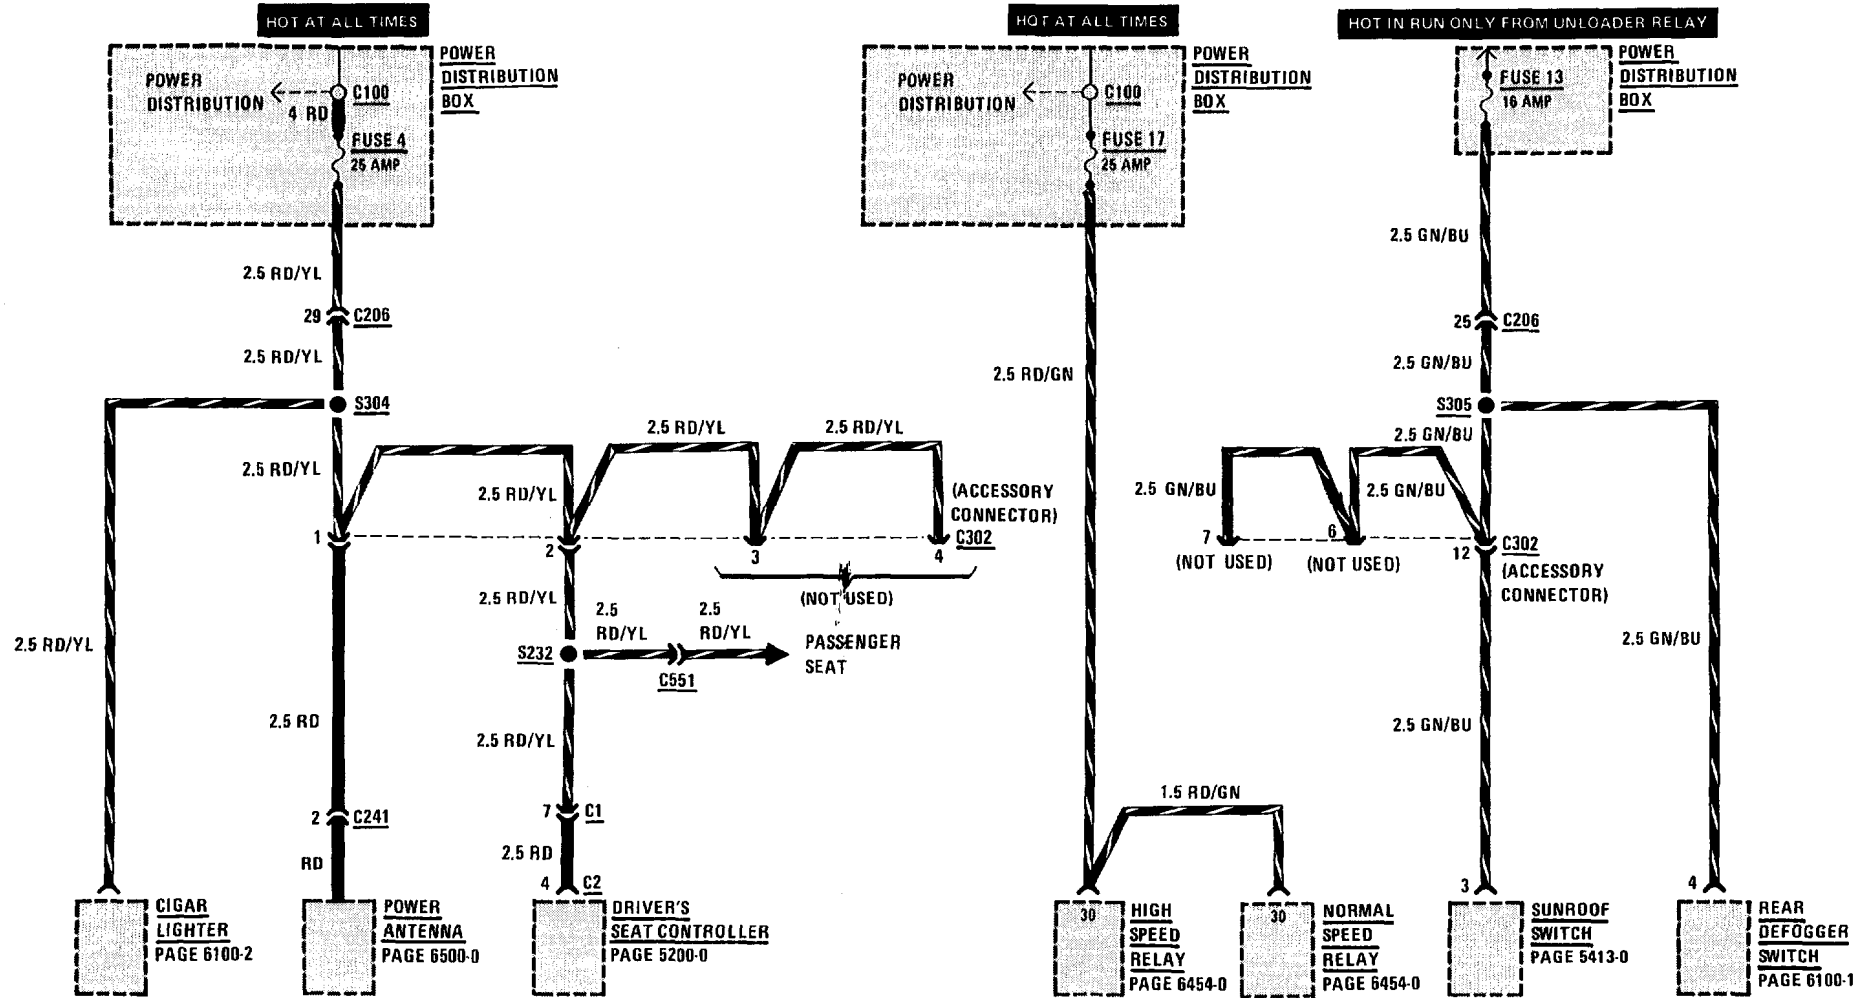 HOT AT ALL TIMES
POWER
DISTRIBUTION
BOX
POWER
DISTRIBUTION
C100
4 RD
FUSE 4
25 AMP
2.5 RD/YL
29
C206
2.5 RD/YL
S304
2.5 RD/YL
2.5 RD/YL
2.5 RD/YL
2.5 RD/YL
(ACCESSORY
CONNECTOR)
C302
1
2
3
4
(NOT USED)
2.5 RD/YL
2.5
RD/YL
2.5
RD/YL
PASSENGER
SEAT
S232
C551
2.5 RD/YL
2.5 RD
2.5 RD/YL
2
C241
RD
7
C1
2.5 RD
4
C2
CIGAR
LIGHTER
PAGE 6100-2
POWER
ANTENNA
PAGE 6500-0
DRIVER'S
SEAT CONTROLLER
PAGE 5200-0
HOT AT ALL TIMES
POWER
DISTRIBUTION
BOX
POWER
DISTRIBUTION
C100
FUSE 17
25 AMP
2.5 RD/GN
1.5 RD/GN
30
HIGH
SPEED
RELAY
PAGE 6454-0
30
NORMAL
SPEED
RELAY
PAGE 6454-0
HOT IN RUN ONLY FROM UNLOADER RELAY
POWER
DISTRIBUTION
BOX
FUSE 13
16 AMP
2.5 GN/BU
25
C206
2.5 GN/BU
S305
2.5 GN/BU
2.5 GN/BU
2.5 GN/BU
7
(NOT USED)
6
(NOT USED)
12
C302
(ACCESSORY
CONNECTOR)
2.5 GN/BU
2.5 GN/BU
3
SUNROOF
SWITCH
PAGE 5413-0
4
REAR
DEFOGGER
SWITCH
PAGE 6100-1